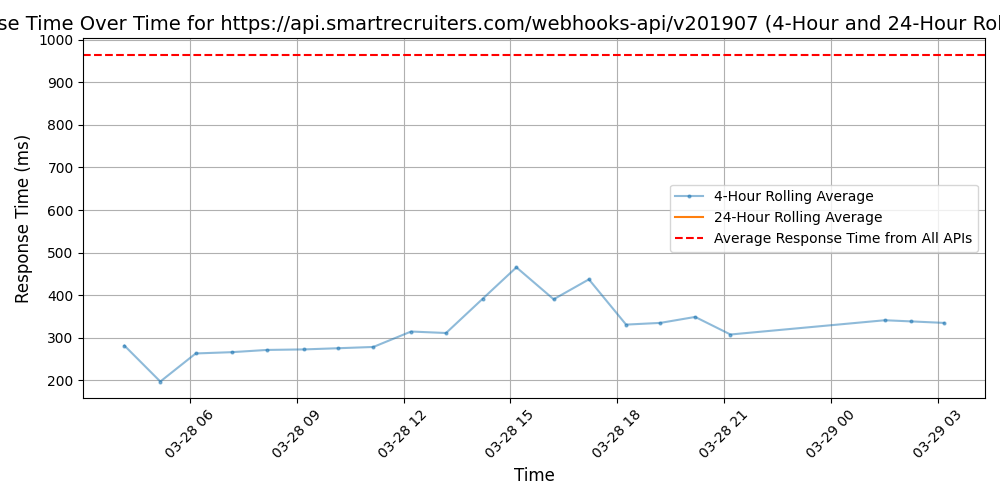 se Time Over Time for https://api.smartrecruiters.com/webhooks-api/v201907 (4-Hour and 24-Hour Rol
1000
900
800
700
600
500
400
300
200
Response Time (ms)
4-Hour Rolling Average
24-Hour Rolling Average
Average Response Time from All APIs
03-28 06
03-28 09
03-28 12
03-28 15
03-28 18
03-28 21
03-29 00
03-29 03
Time